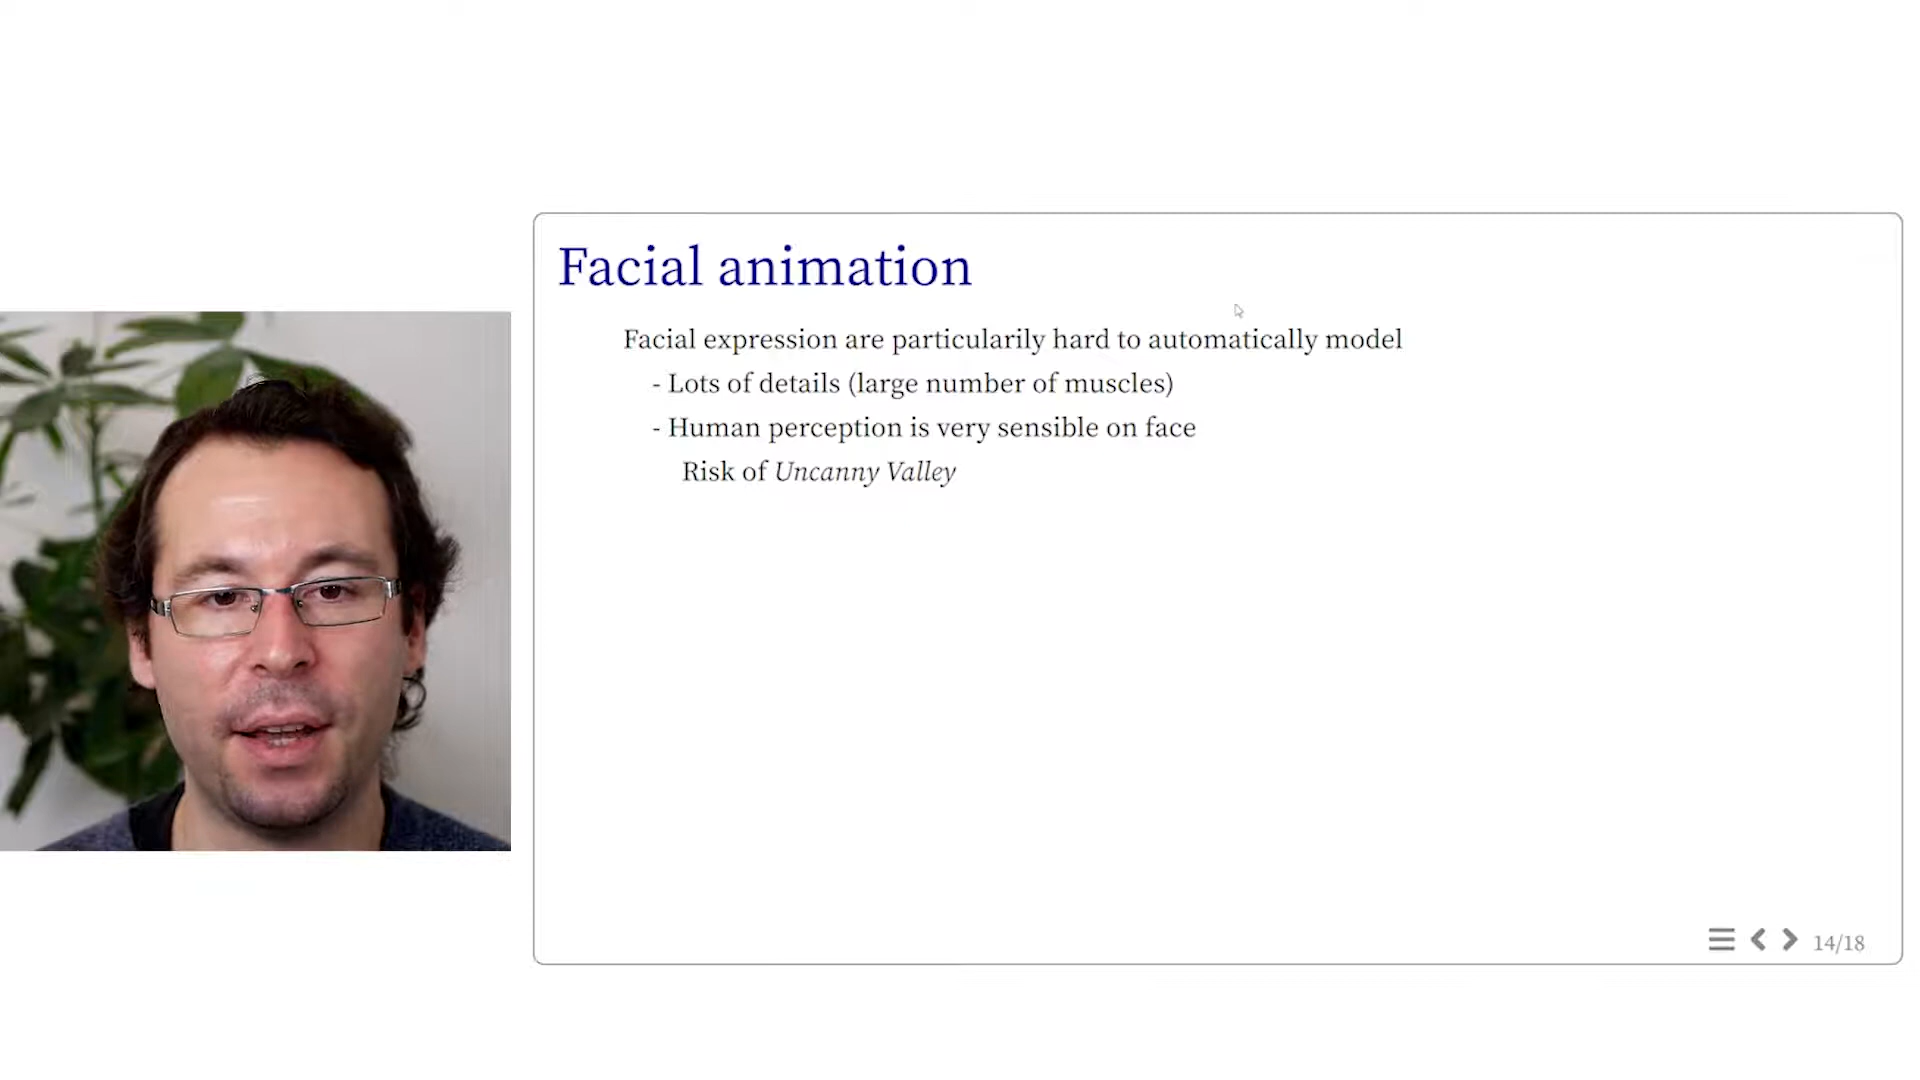 Facial animation
Facial expression are particularily hard to automatically model
- Lots of details (large number of muscles)
- Human perception is very sensible on face
Risk of Uncanny Valley
14/18